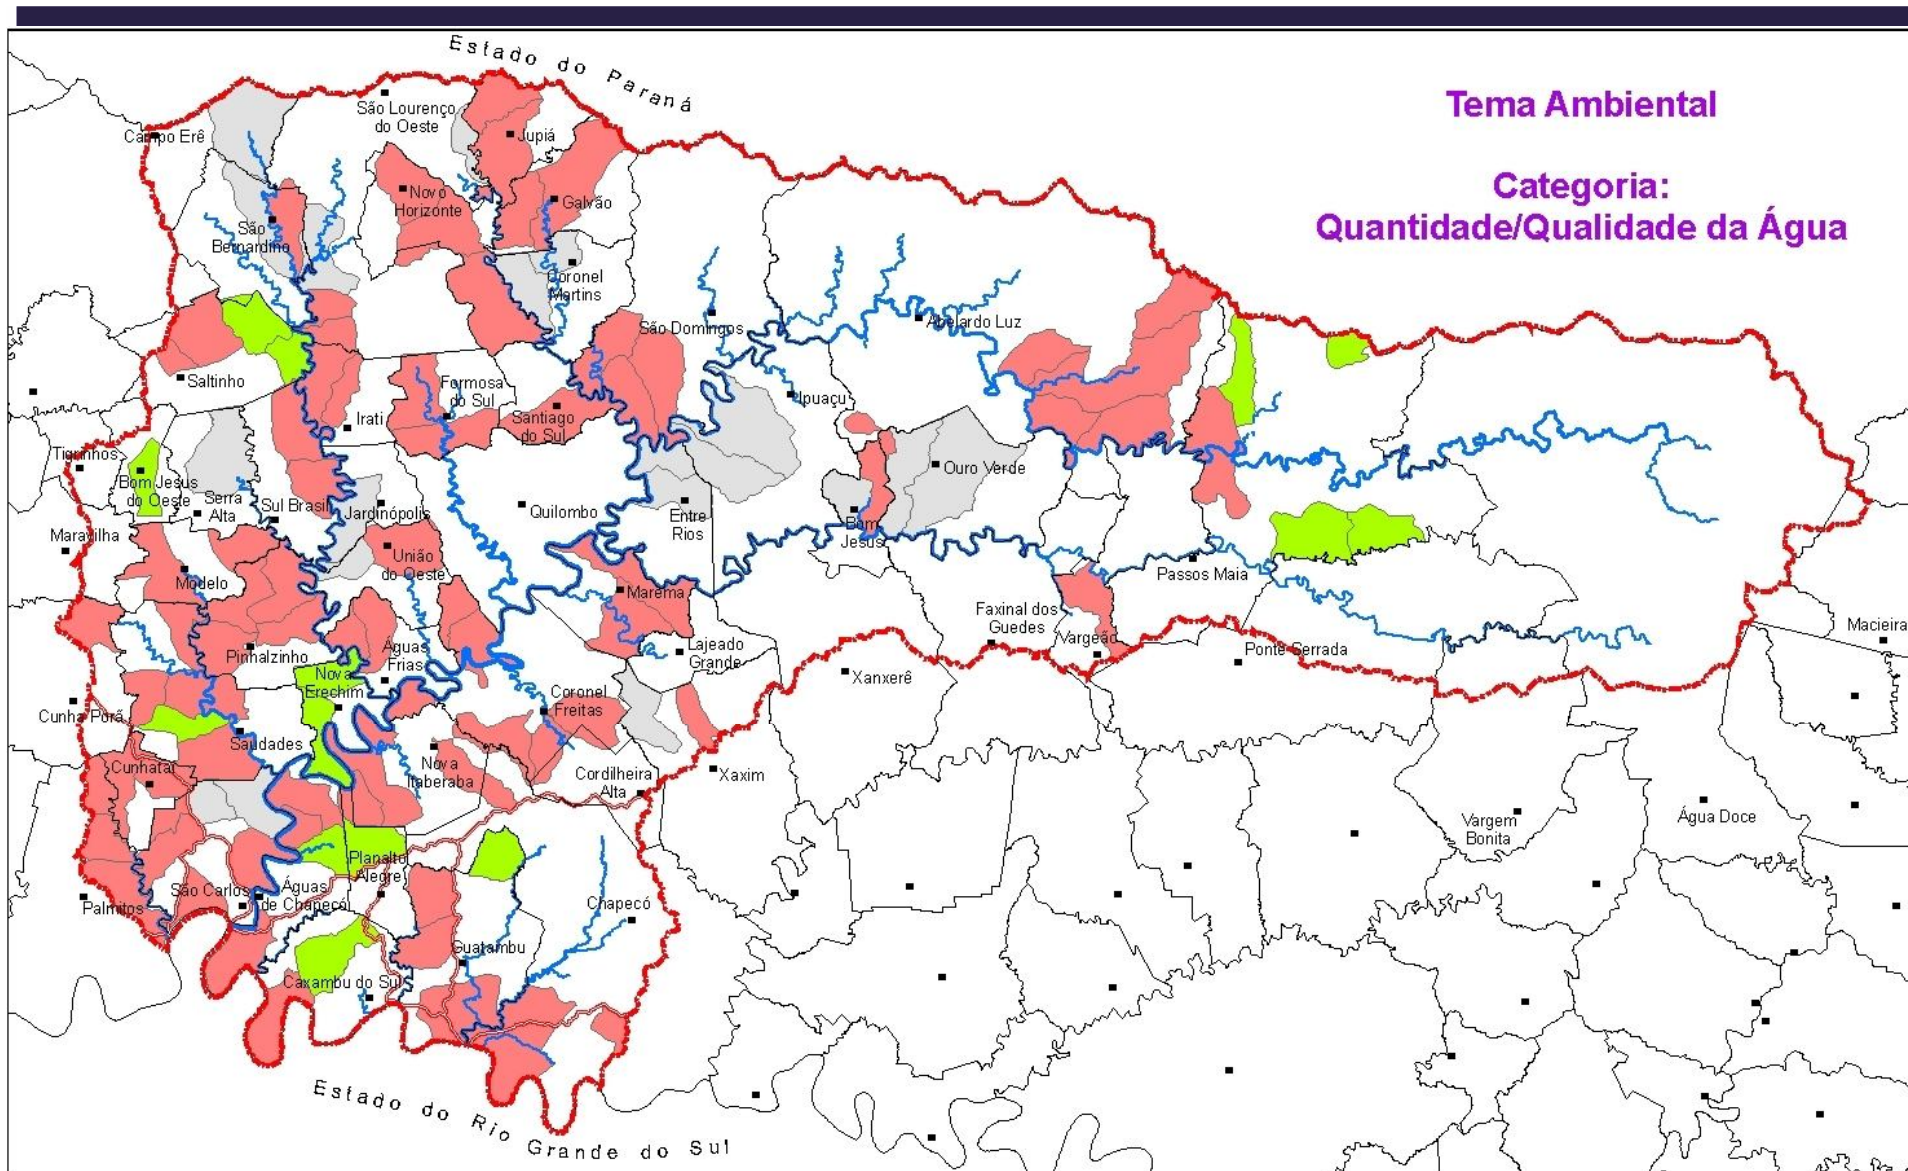 Estado do Paraná
Tema Ambiental
Categoria:
Quantidade/Qualidade da Água
São Lourenço
do Oeste
Campo Erê
Jupiá
Novo
Horizonte
Galvão
São
Bernardino
Coronel
Martins
São Domingos
Abelardo Luz
Saltinho
Formosa
do Sul
Ipuaçu
Irati
Santiago
do Sul
Tigrinhos
Bom Jesus
do Oeste
Serra
Alta
Sul Brasil
Jardinópolis
Quilombo
Entre
Rios
Ouro Verde
Bom
Jesus
Maravilha
Modelo
União
do Oeste
Marema
Passos Maia
Faxinal dos
Guedes
Vargeão
Ponte Serrada
Macieira
Pinhalzinho
Águas
Frias
Lajeado
Grande
Nova
Erechim
Xanxerê
Coronel
Freitas
Cunha Porã
Saudades
Cunhataí
Nova
Itaberaba
Cordilheira
Alta
Xaxim
Vargem
Bonita
Água Doce
Planalto
Alegre
São Carlos
Águas
de Chapecó
Palmitos
Chapecó
Guatambu
Caxambu do Sul
Estado do Rio Grande do Sul